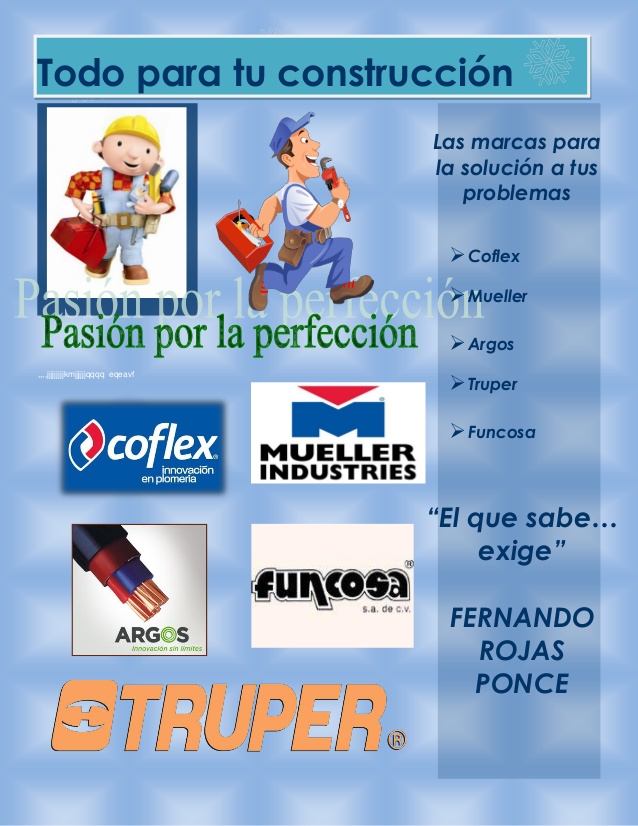 Todo para tu construcción
Las marcas para
la solución a tus
problemas
Coflex
Mueller
Argos
Truper
Funcosa
“El que sabe…
exige”
FERNANDO
ROJAS
PONCE
Pasión por la perfección
Pasión por la perfección
coflex®
innovación
en plomería
MUELLER
INDUSTRIES
ARGOS
Innovación sin límites
FUNCOSA®
s.a. de c.v.
TRUPER®